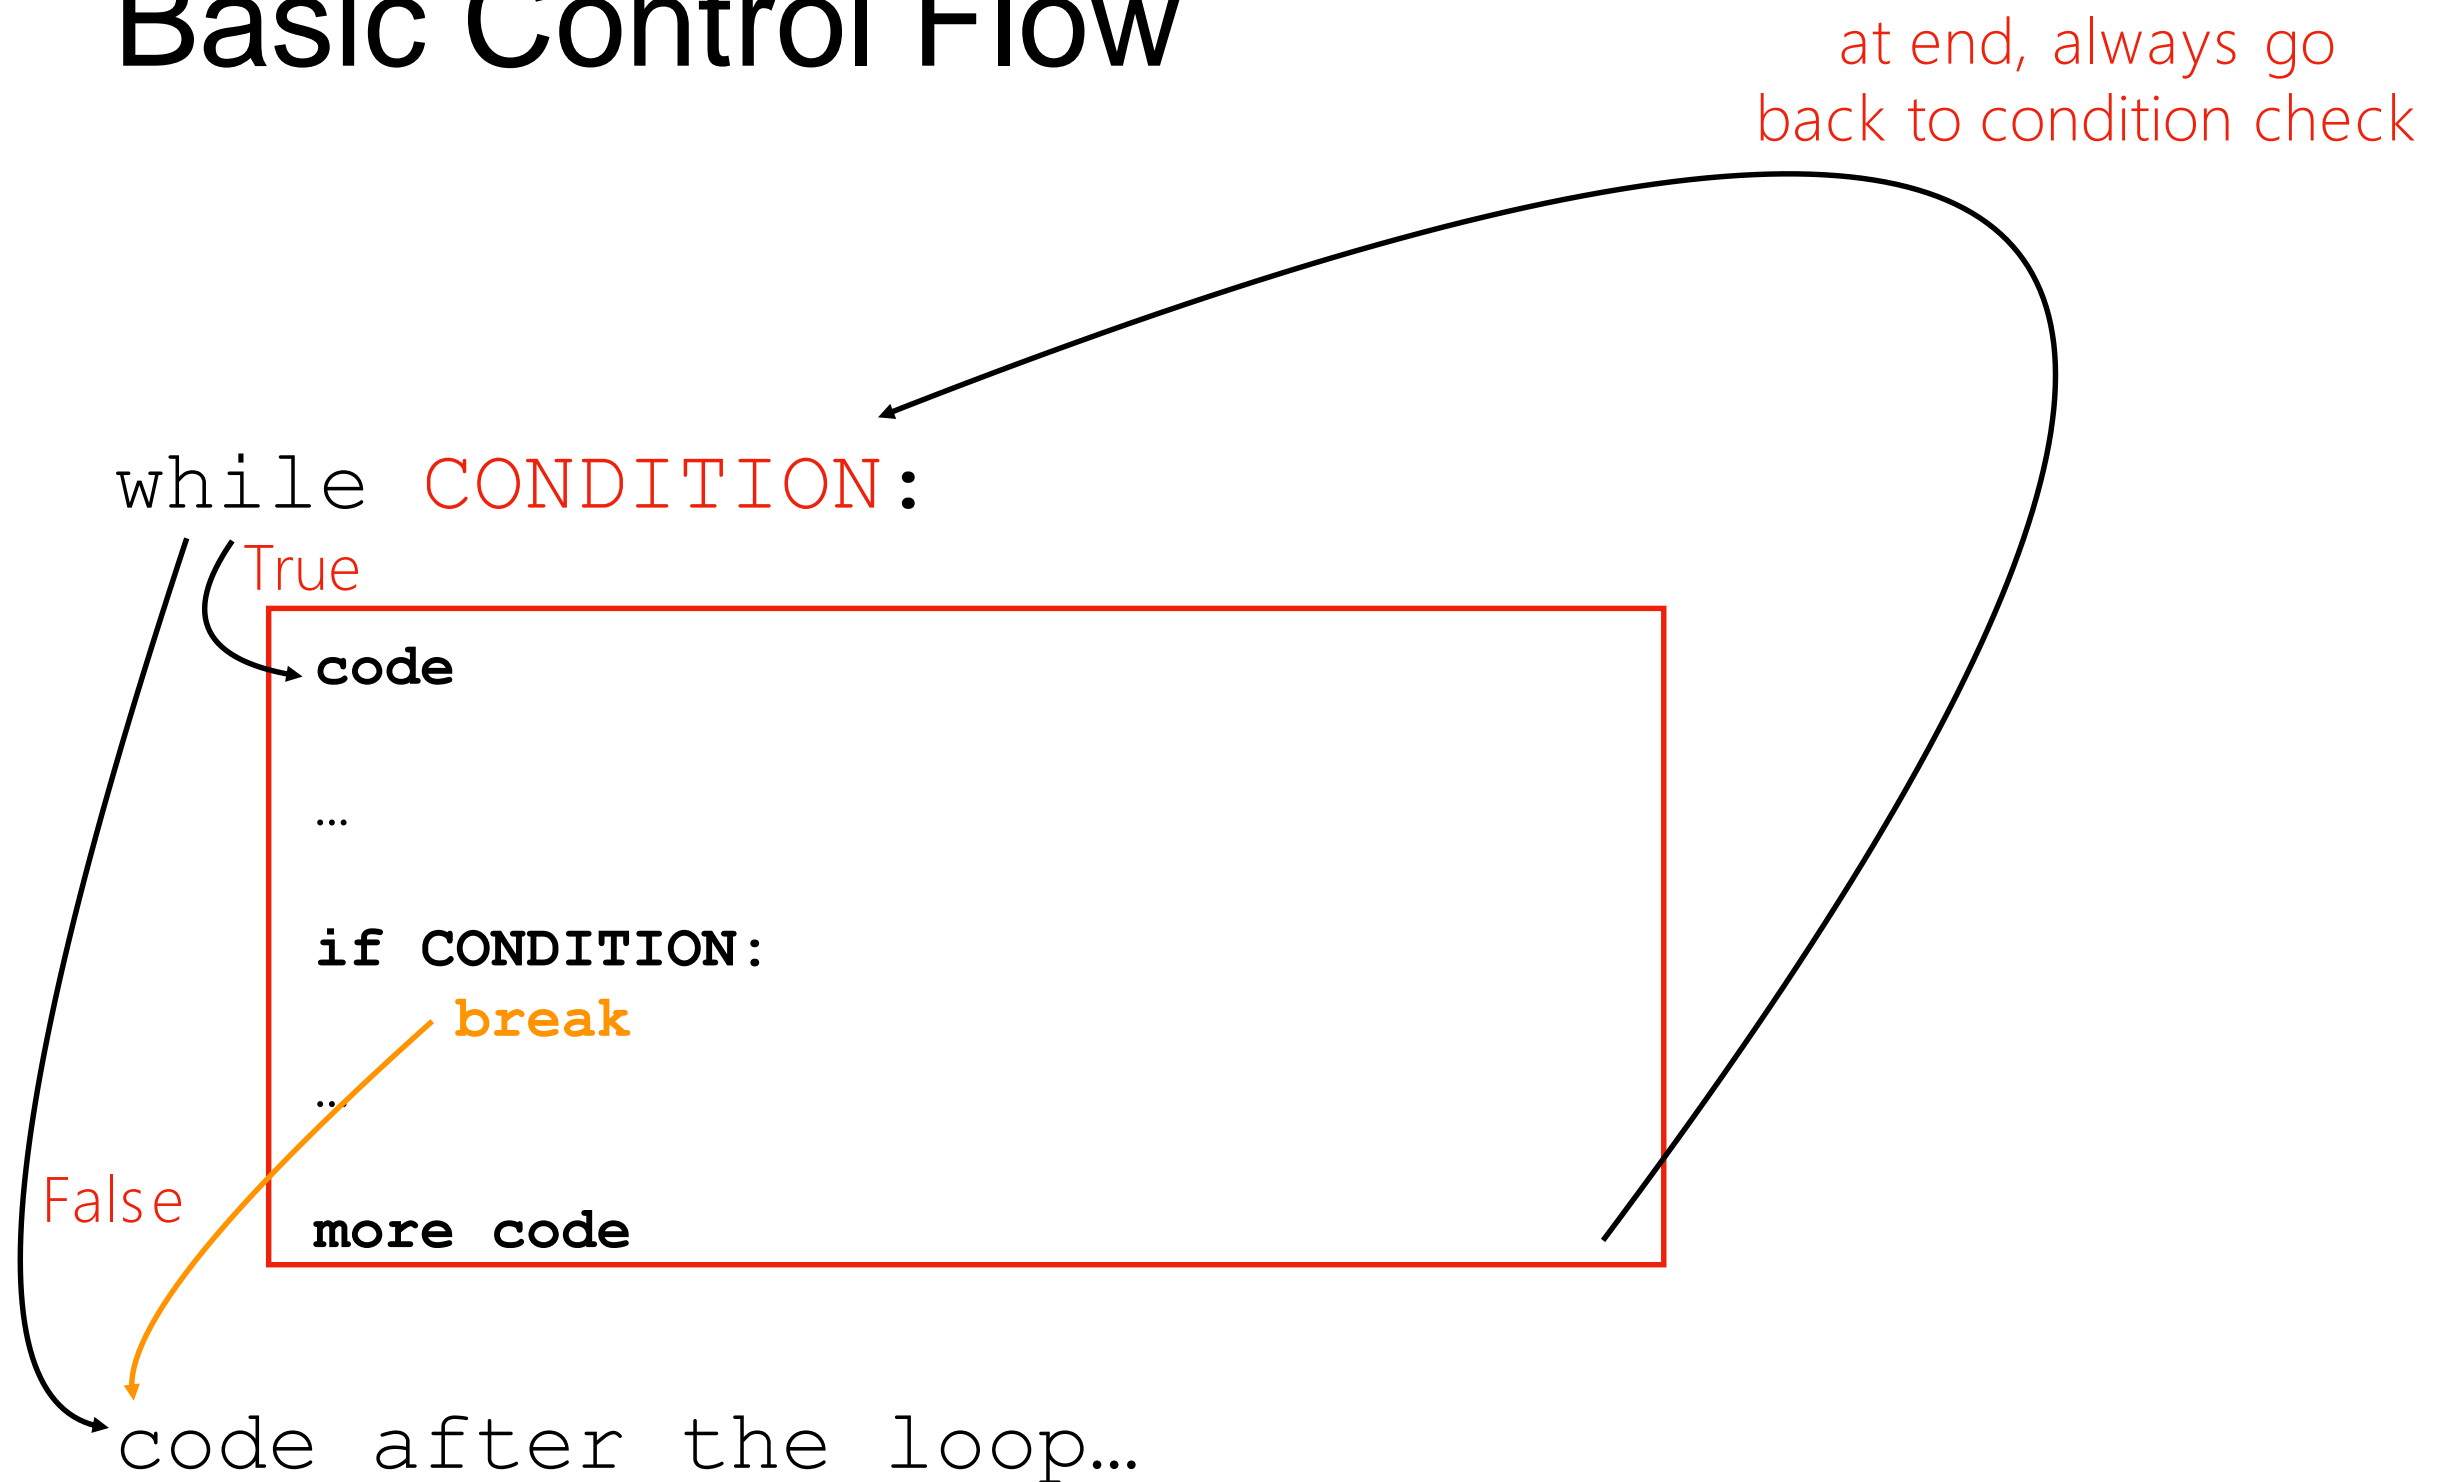 Basic Control Flow
at end, always go
back to condition check
while CONDITION:
True
code
…
if CONDITION:
break
…
False
more code
code after the loop…